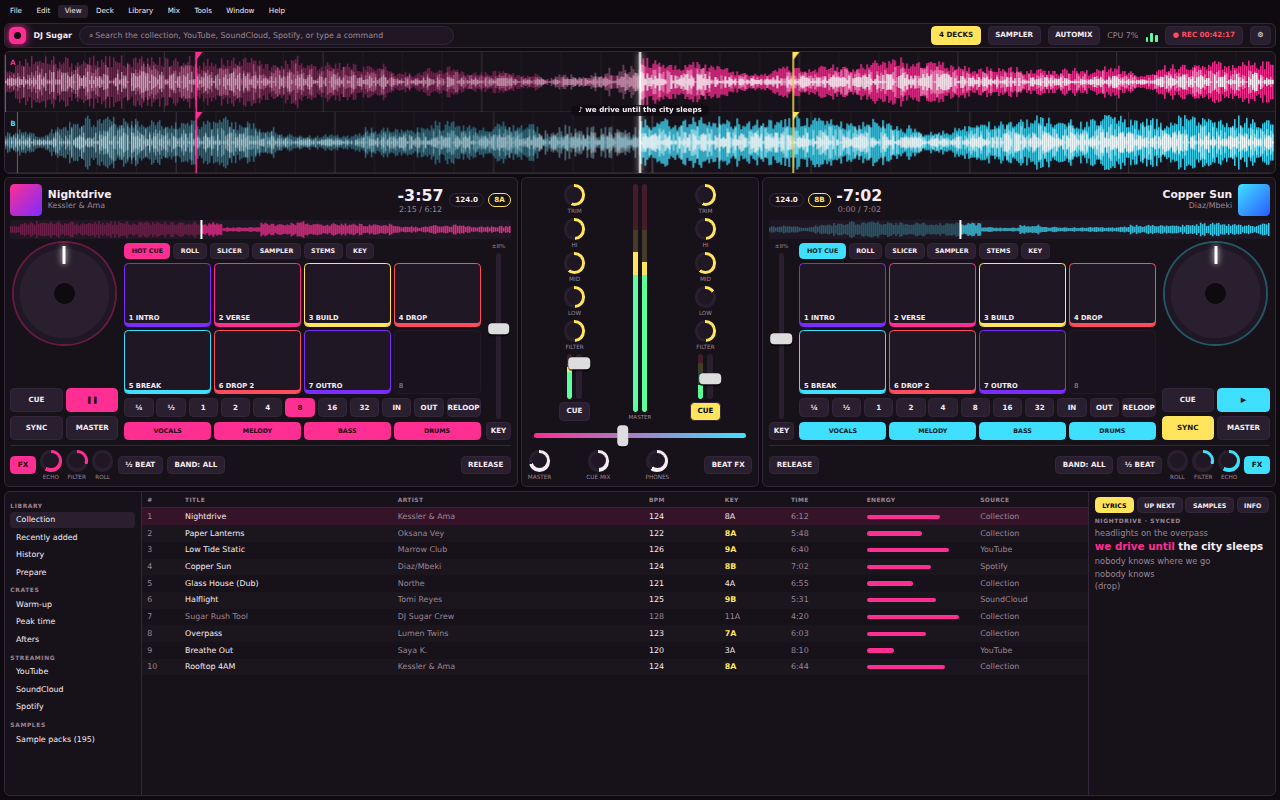 File Edit View Deck Library Mix Tools Window Help
DJ Sugar Search the collection, YouTube, SoundCloud, Spotify, or type a command 4 DECKS SAMPLER AUTOMIX CPU 7% REC 00:42:17
A
♪ we drive until the city sleeps
B
Nightdrive
Kessler & Ama
-3:57 124.0 8A
2:15 / 6:12
HOT CUE ROLL SLICER SAMPLER STEMS KEY ±8%
1 INTRO 2 VERSE 3 BUILD 4 DROP
5 BREAK 6 DROP 2 7 OUTRO 8
CUE
¼ ½ 1 2 4 8 16 32 IN OUT RELOOP
SYNC MASTER VOCALS MELODY BASS DRUMS KEY
FX ECHO FILTER ROLL ½ BEAT BAND: ALL RELEASE
TRIM TRIM
HI HI
MID MID
LOW LOW
FILTER FILTER
CUE MASTER CUE
MASTER CUE MIX PHONES BEAT FX
124.0 8B -7:02
0:00 / 7:02
Copper Sun
Diaz/Mbeki
±8% HOT CUE ROLL SLICER SAMPLER STEMS KEY
1 INTRO 2 VERSE 3 BUILD 4 DROP
5 BREAK 6 DROP 2 7 OUTRO 8
CUE
¼ ½ 1 2 4 8 16 32 IN OUT RELOOP
KEY VOCALS MELODY BASS DRUMS SYNC MASTER
RELEASE BAND: ALL ½ BEAT ROLL FILTER ECHO FX
LIBRARY
Collection
Recently added
History
Prepare
CRATES
Warm-up
Peak time
Afters
STREAMING
YouTube
SoundCloud
Spotify
SAMPLES
Sample packs (195)
# TITLE ARTIST BPM KEY TIME ENERGY SOURCE
1 Nightdrive Kessler & Ama 124 8A 6:12 Collection
2 Paper Lanterns Oksana Vey 122 8A 5:48 Collection
3 Low Tide Static Marrow Club 126 9A 6:40 YouTube
4 Copper Sun Diaz/Mbeki 124 8B 7:02 Spotify
5 Glass House (Dub) Northe 121 4A 6:55 Collection
6 Halflight Tomi Reyes 125 9B 5:31 SoundCloud
7 Sugar Rush Tool DJ Sugar Crew 128 11A 4:20 Collection
8 Overpass Lumen Twins 123 7A 6:03 Collection
9 Breathe Out Saya K. 120 3A 8:10 YouTube
10 Rooftop 4AM Kessler & Ama 124 8A 6:44 Collection
LYRICS UP NEXT SAMPLES INFO
NIGHTDRIVE · SYNCED
headlights on the overpass
we drive until the city sleeps
nobody knows where we go
nobody knows
(drop)